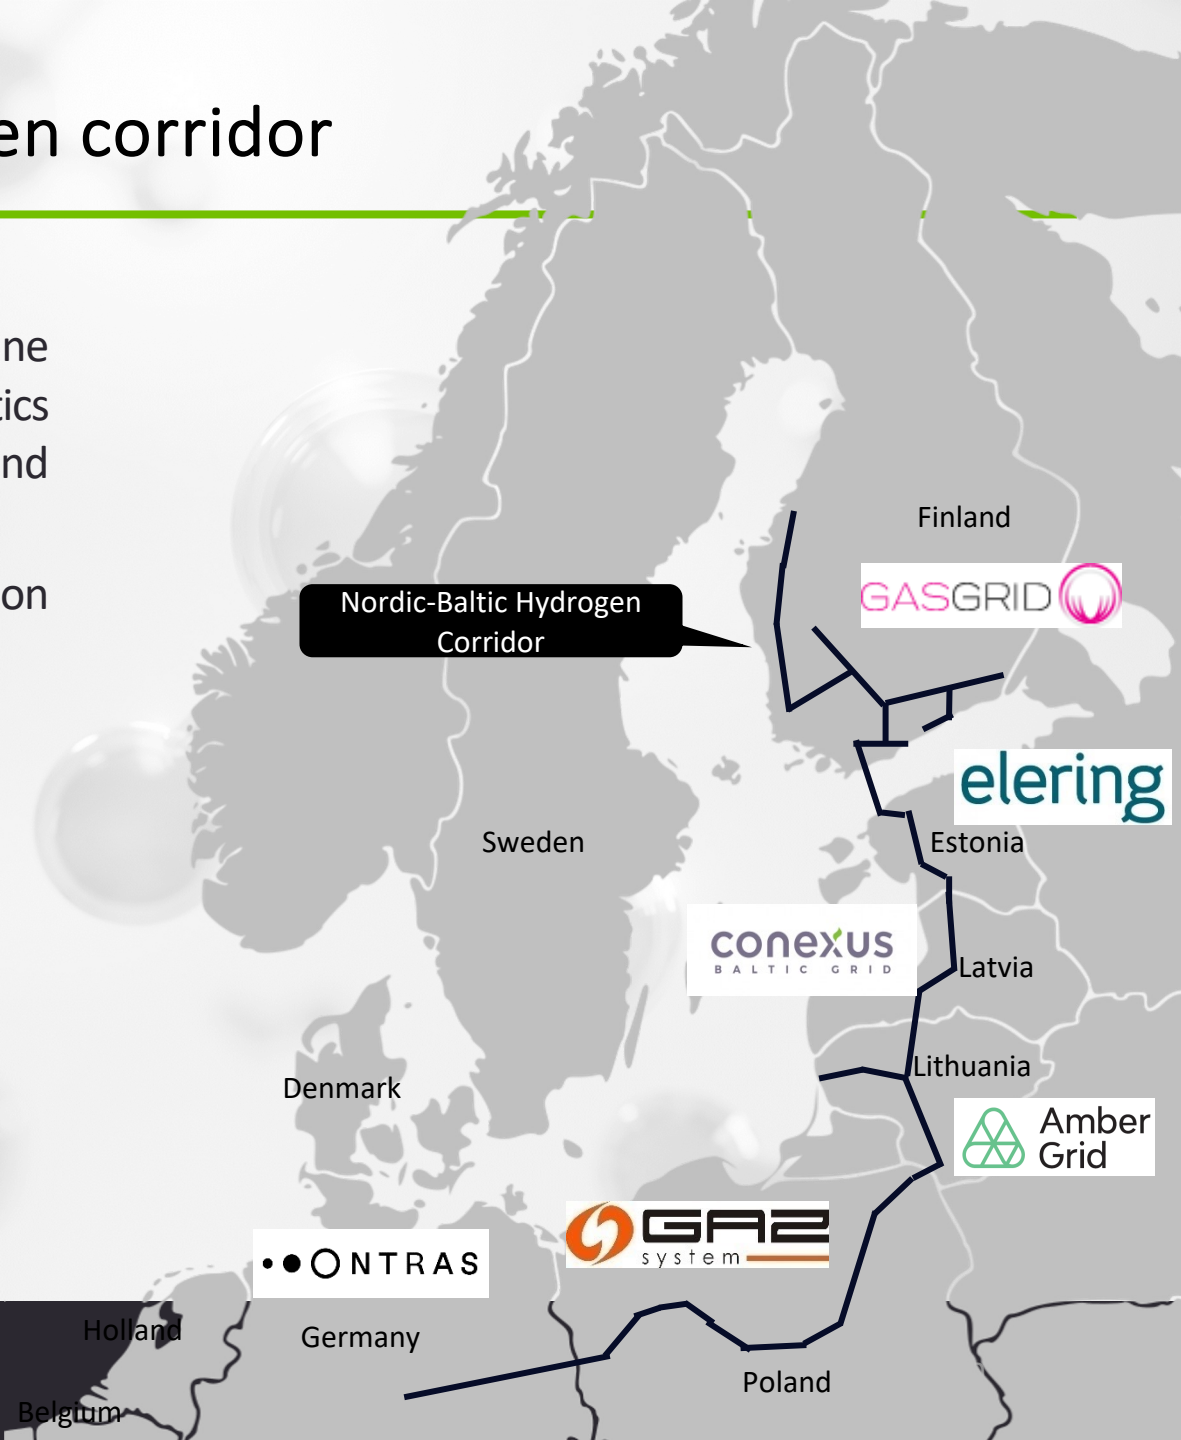 en corridor
ne
tics
nd
on
Finland
GASGRID
Nordic-Baltic Hydrogen
Corridor
elering
Sweden
Estonia
conexus
BALTIC GRID
Latvia
Lithuania
Denmark
Amber
Grid
GAZ
system
ONTRAS
Holland
Germany
Poland
Belgium